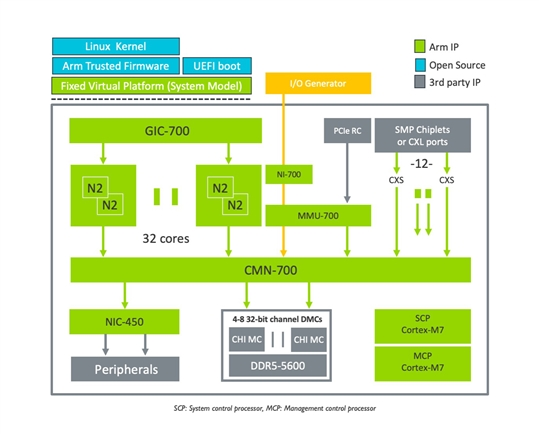 Linux Kernel
Arm Trusted Firmware
UEFI boot
Fixed Virtual Platform (System Model)
I/O Generator
Arm IP
Open Source
3rd party IP
GIC-700
PCIe RC
SMP Chiplets
or CXL ports
-12-
CXS
CXS
NI-700
N2
N2
N2
N2
MMU-700
32 cores
CMN-700
NIC-450
4-8 32-bit channel DMCs
CHI MC
CHI MC
DDR5-5600
Peripherals
SCP
Cortex-M7
MCP
Cortex-M7
SCP: System control processor, MCP: Management control processor